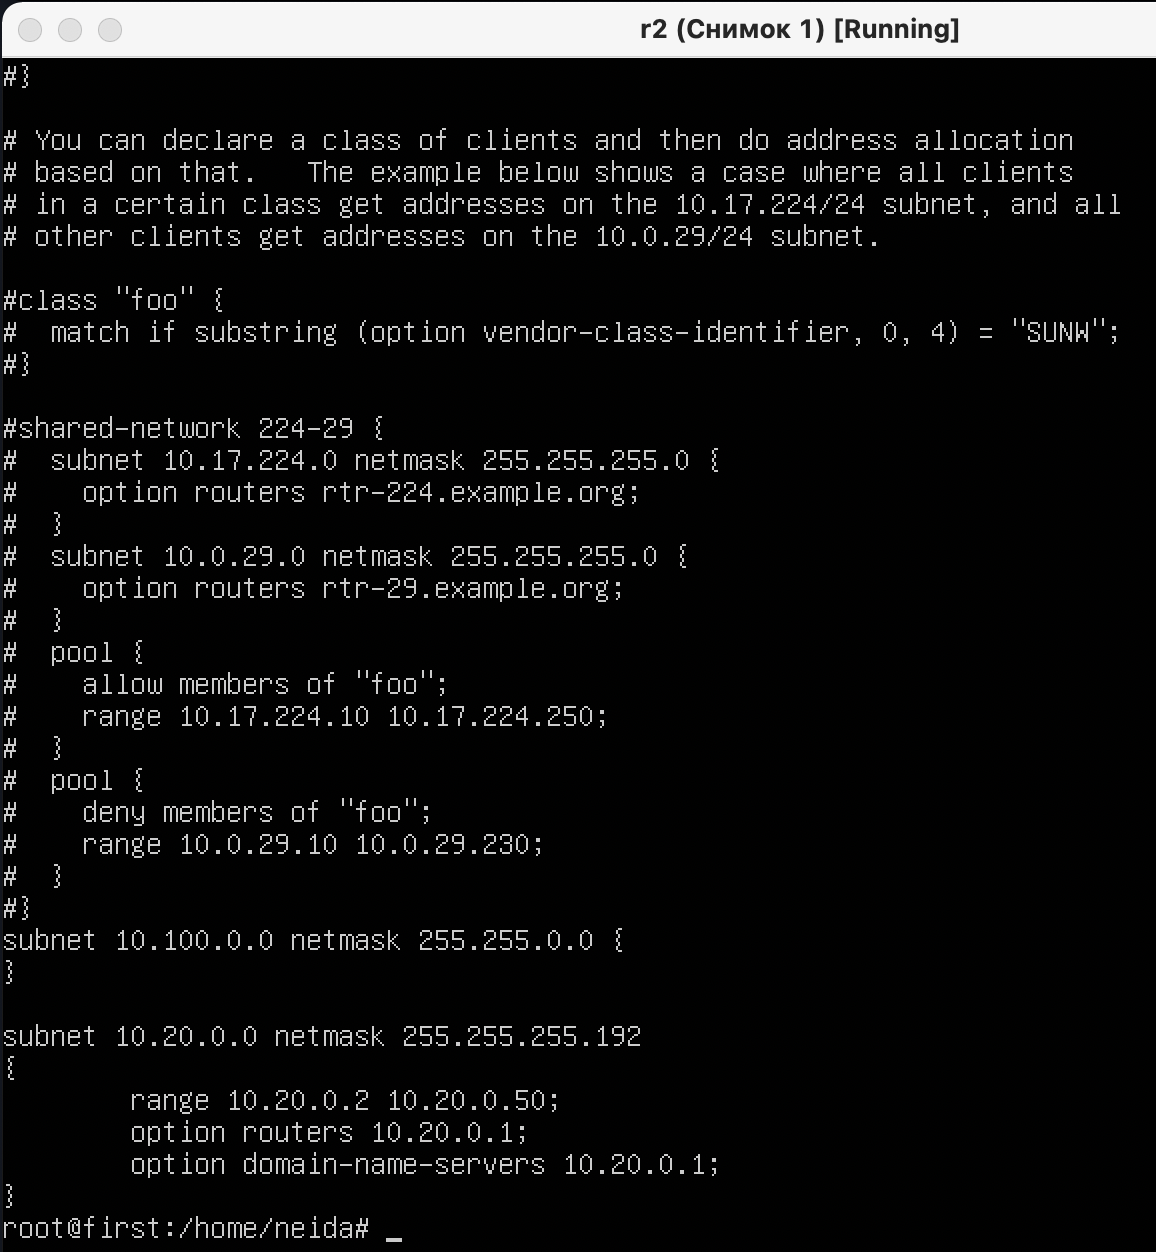 r2 (Снимок 1) [Running]
#}
# You can declare a class of clients and then do address allocation
# based on that.   The example below shows a case where all clients
# in a certain class get addresses on the 10.17.224/24 subnet, and all
# other clients get addresses on the 10.0.29/24 subnet.
#class "foo" {
#  match if substring (option vendor-class-identifier, 0, 4) = "SUNW";
#}
#shared-network 224-29 {
#  subnet 10.17.224.0 netmask 255.255.255.0 {
#    option routers rtr-224.example.org;
#  }
#  subnet 10.0.29.0 netmask 255.255.255.0 {
#    option routers rtr-29.example.org;
#  }
#  pool {
#    allow members of "foo";
#    range 10.17.224.10 10.17.224.250;
#  }
#  pool {
#    deny members of "foo";
#    range 10.0.29.10 10.0.29.230;
#  }
#}
subnet 10.100.0.0 netmask 255.255.0.0 {
}
subnet 10.20.0.0 netmask 255.255.255.192
{
        range 10.20.0.2 10.20.0.50;
        option routers 10.20.0.1;
        option domain-name-servers 10.20.0.1;
}
root@first:/home/neida# _